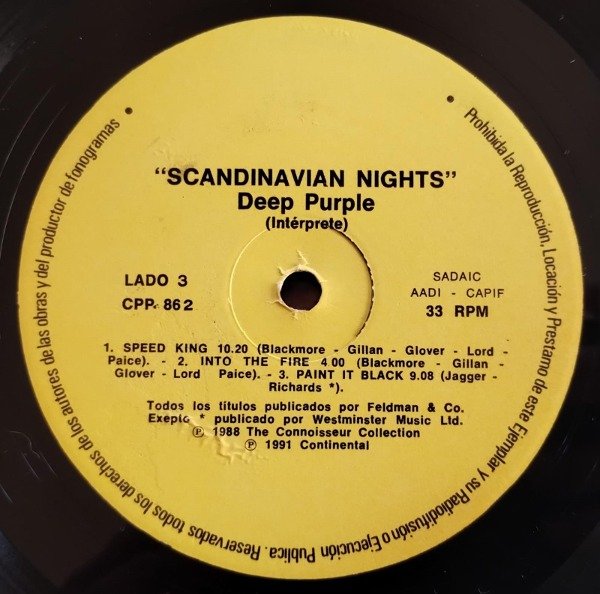 "SCANDINAVIAN NIGHTS"
Deep Purple
(Intérprete)
LADO 3
CPP. 862
SADAIC
AADI - CAPIF
33 RPM
1. SPEED KING 10.20 (Blackmore - Gillan - Glover - Lord -
Paice). - 2. INTO THE FIRE 4 00 (Blackmore - Gillan -
Glover - Lord Paice). - 3. PAINT IT BLACK 9.08 (Jagger -
Richards *).
Todos los títulos publicados por Feldman & Co.
Exepto * publicado por Westminster Music Ltd.
℗ 1988 The Connoisseur Collection
℗ 1991 Continental
• Prohibida la Reproducción, Locación y Prestamo de este Ejemplar y su Radiodifusión o Ejecución Publica. Reservados todos los derechos de los autores de las obras y del productor de fonogramas •